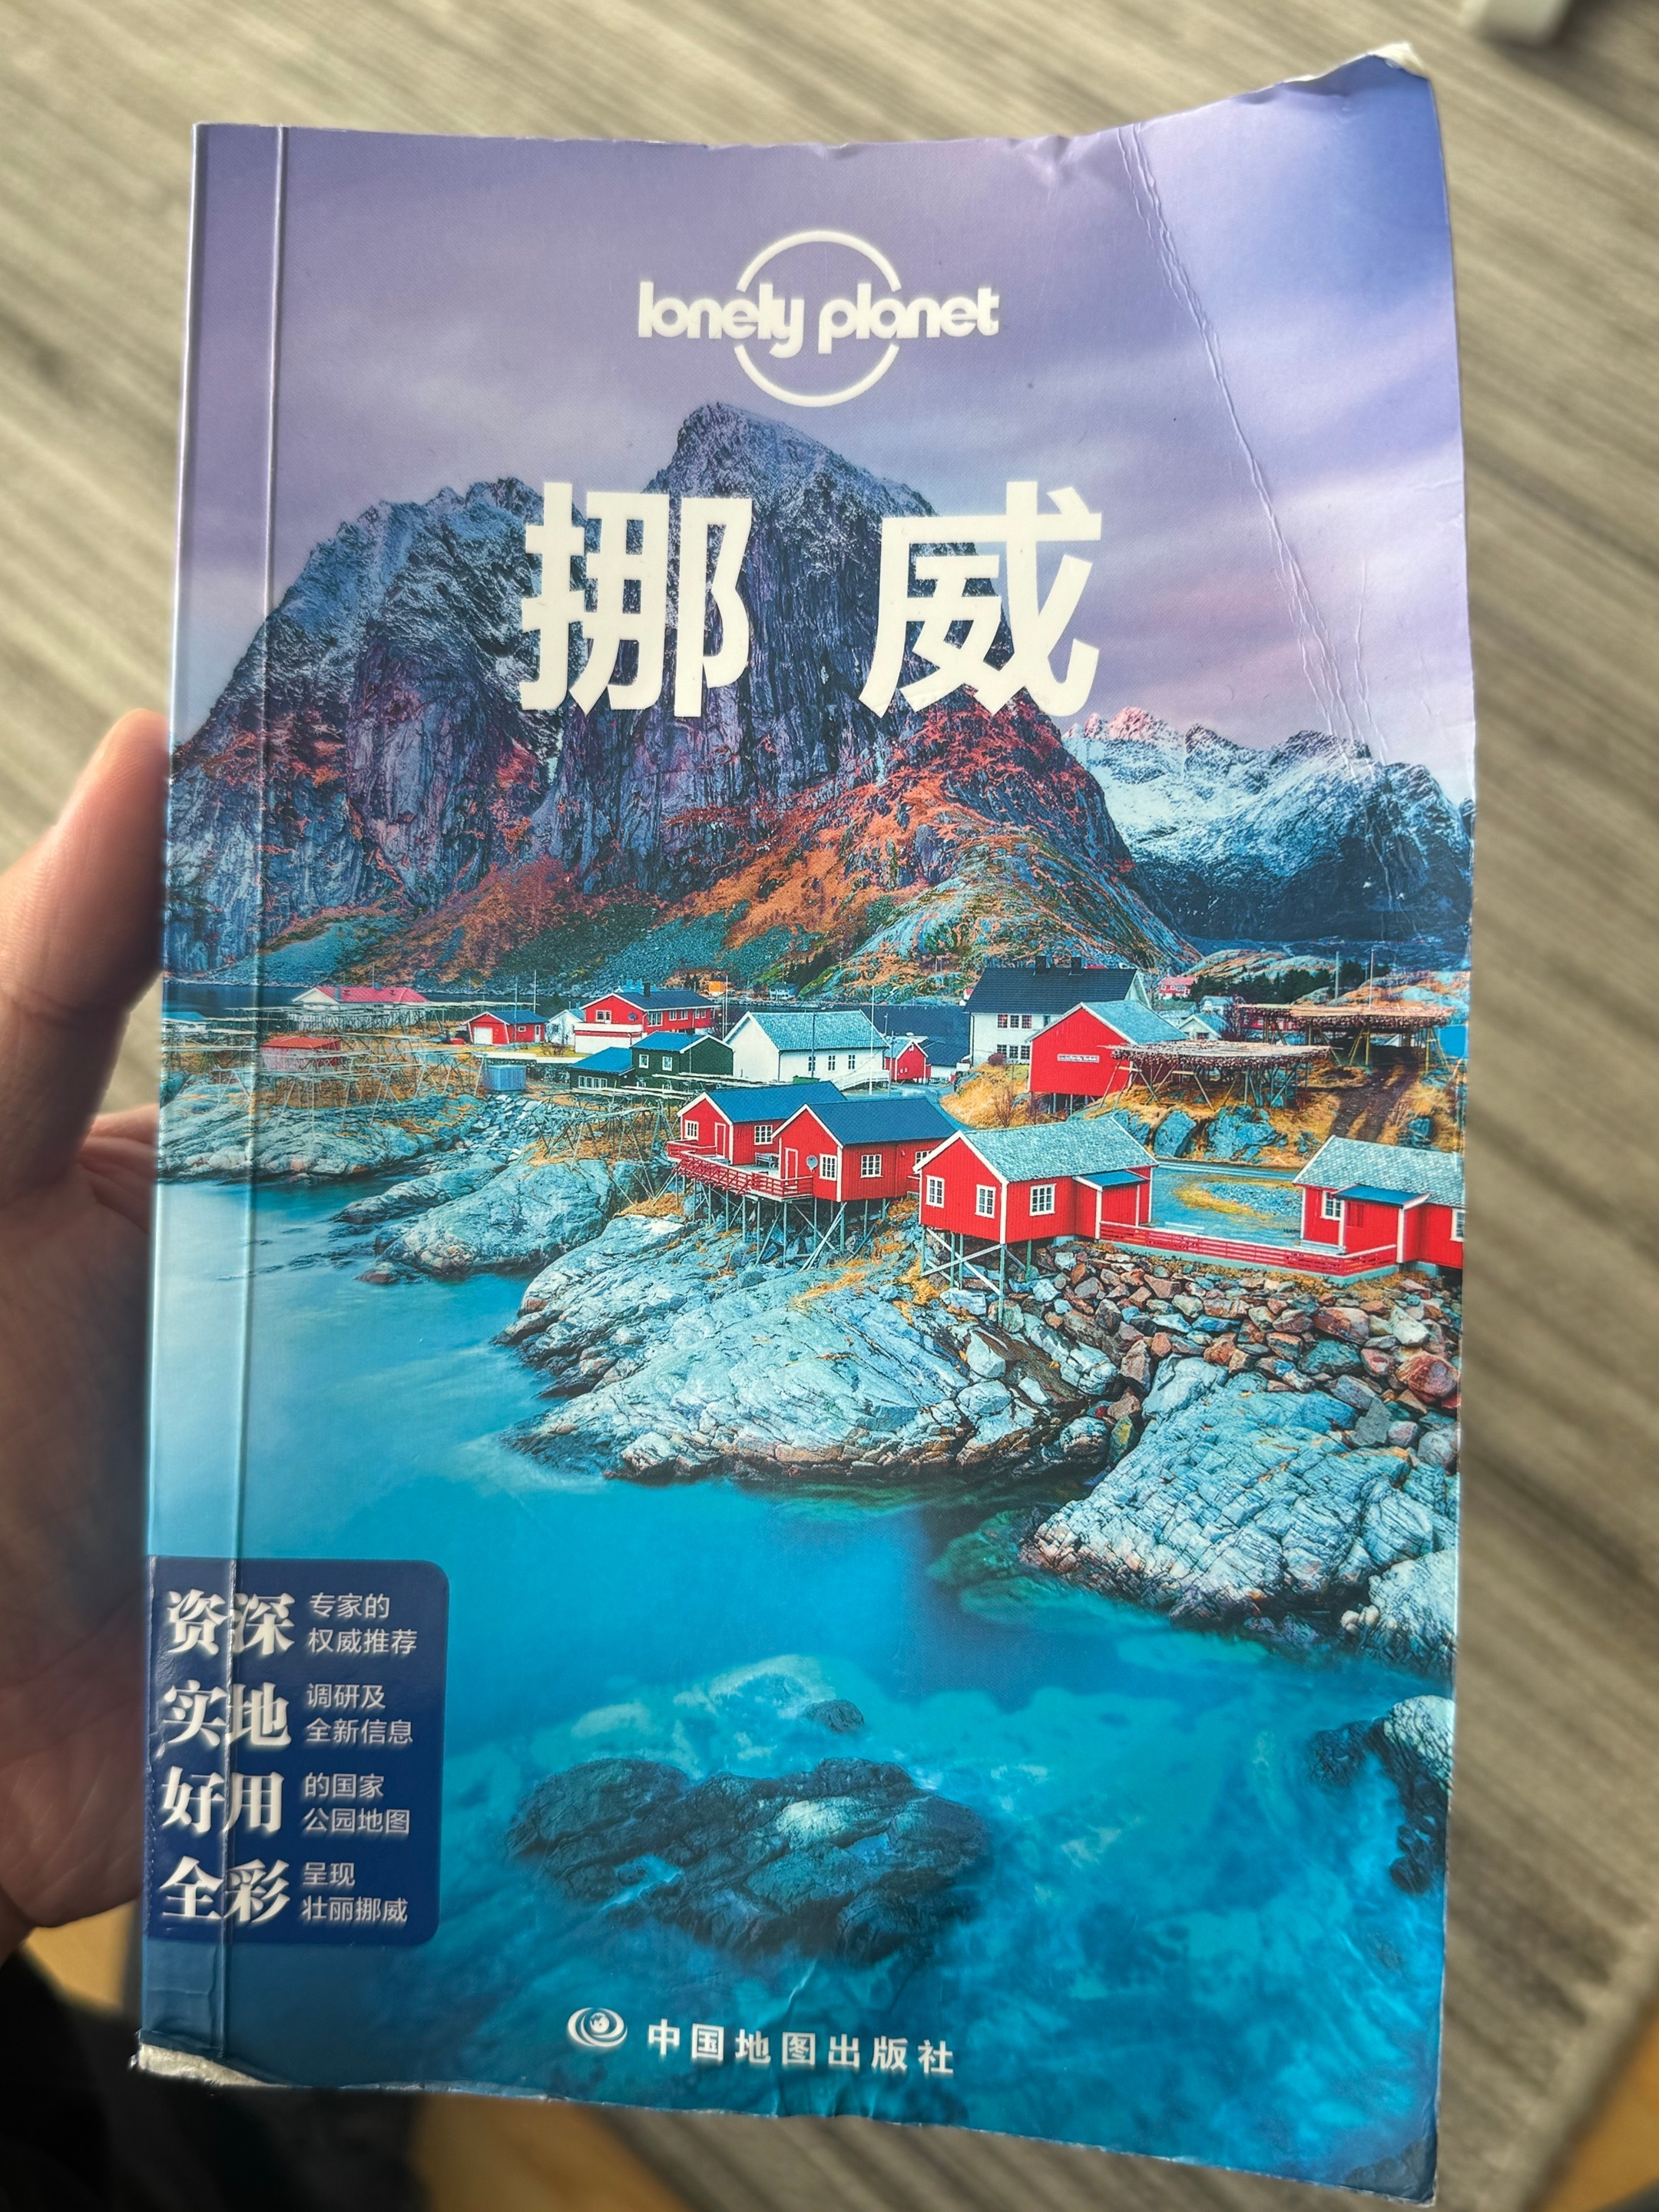 lonely planet
挪威
资深 专家的
权威推荐
实地 调研及
全新信息
好用 的国家
公园地图
全彩 呈现
壮丽挪威
中国地图出版社